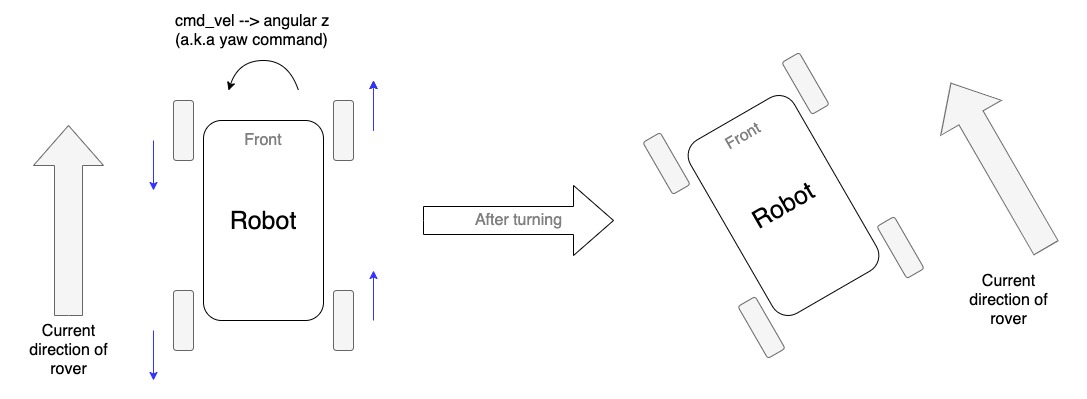 cmd_vel --> angular z
(a.k.a yaw command)
Front
Robot
Current
direction of
rover
After turning
Front
Robot
Current
direction of
rover